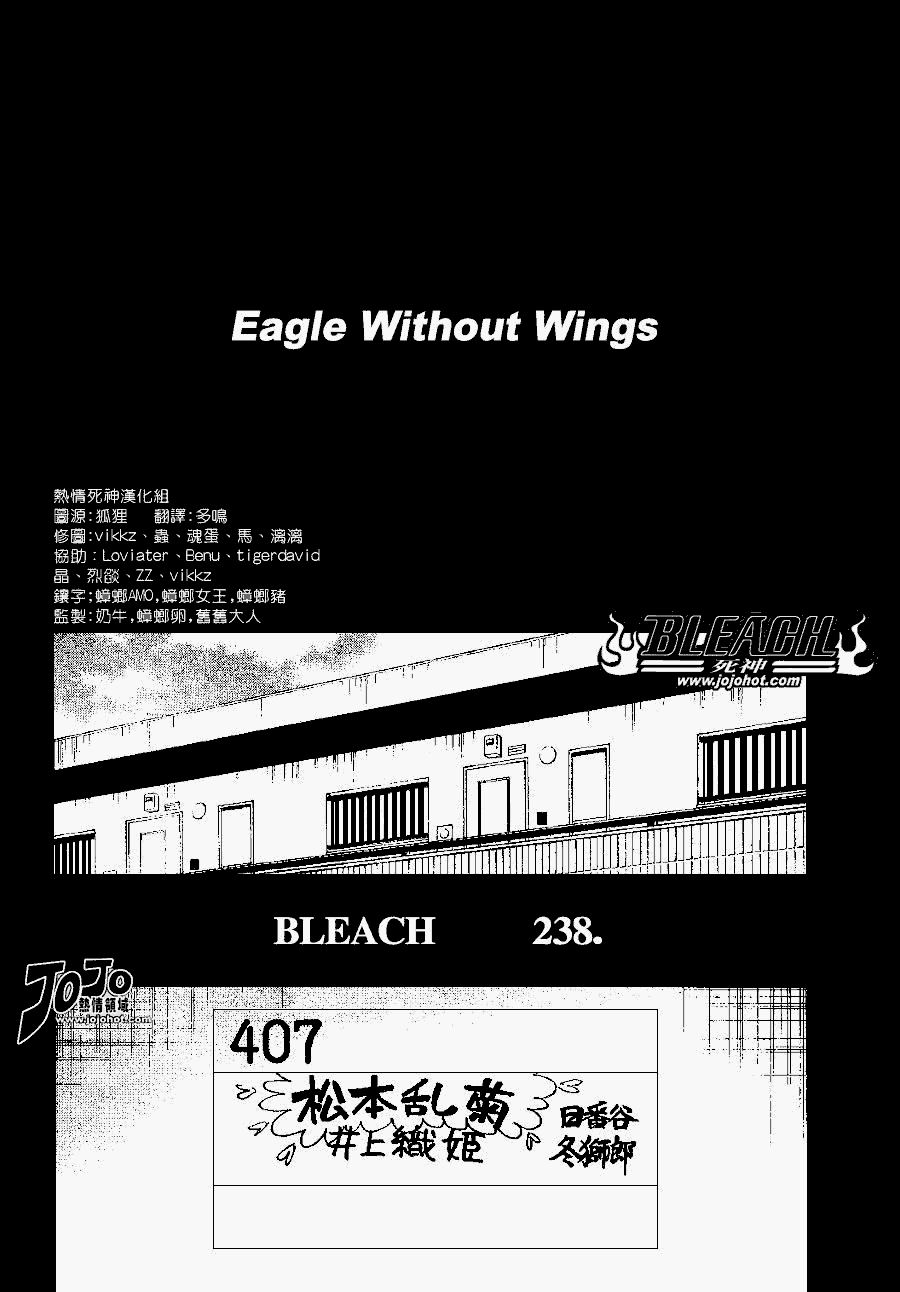 Eagle Without Wings
熱情死神漢化組
圖源:狐狸 翻譯:多鳴
修圖:vikkz、蟲、魂蛋、馬、漓漓
協助:Loviater、Benu、tigerdavid
晶、烈燄、ZZ、vikkz
鑲字;蟑螂AMO,蟑螂女王,蟑螂豬
監製:奶牛,蟑螂卵,舊舊大人
BLEACH
死神
www.jojohot.com
BLEACH 238.
JOJO
熱情領域
www.jojohot.com
407
松本乱菊
井上織姫
日番谷
冬獅郎